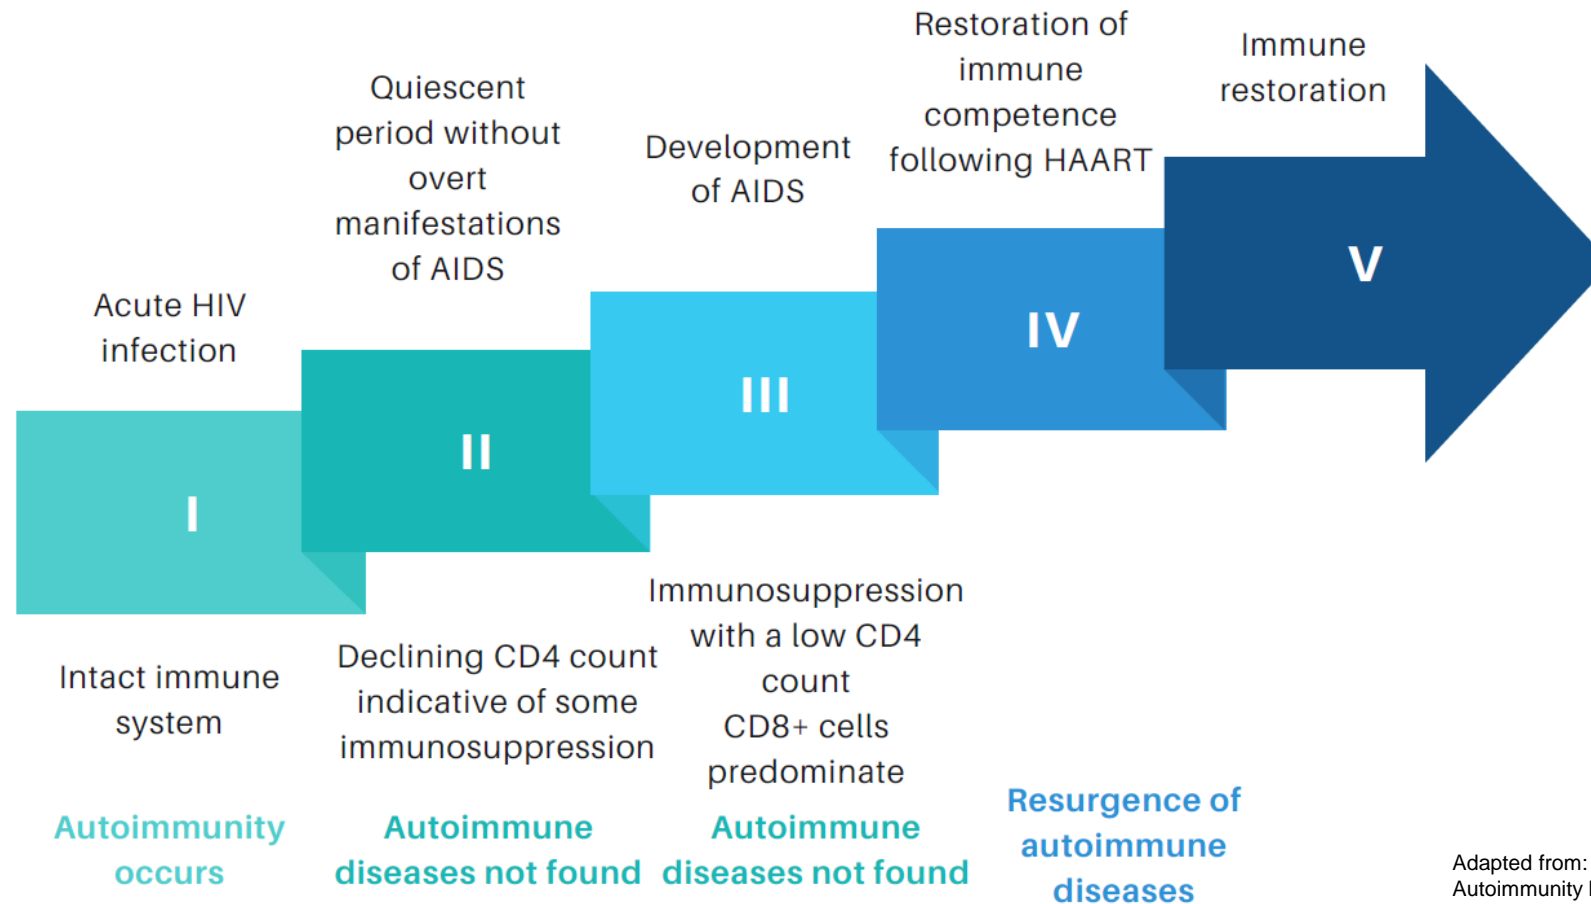 Acute HIV
infection
I
Intact immune
system
Autoimmunity
occurs
Quiescent
period without
overt
manifestations
of AIDS
II
Declining CD4 count
indicative of some
immunosuppression
Autoimmune
diseases not found
Development
of AIDS
III
Immunosuppression
with a low CD4
count
CD8+ cells
predominate
Autoimmune
diseases not found
Restoration of
immune
competence
following HAART
IV
Resurgence of
autoimmune
diseases
Immune
restoration
V
Adapted from:
Autoimmunity